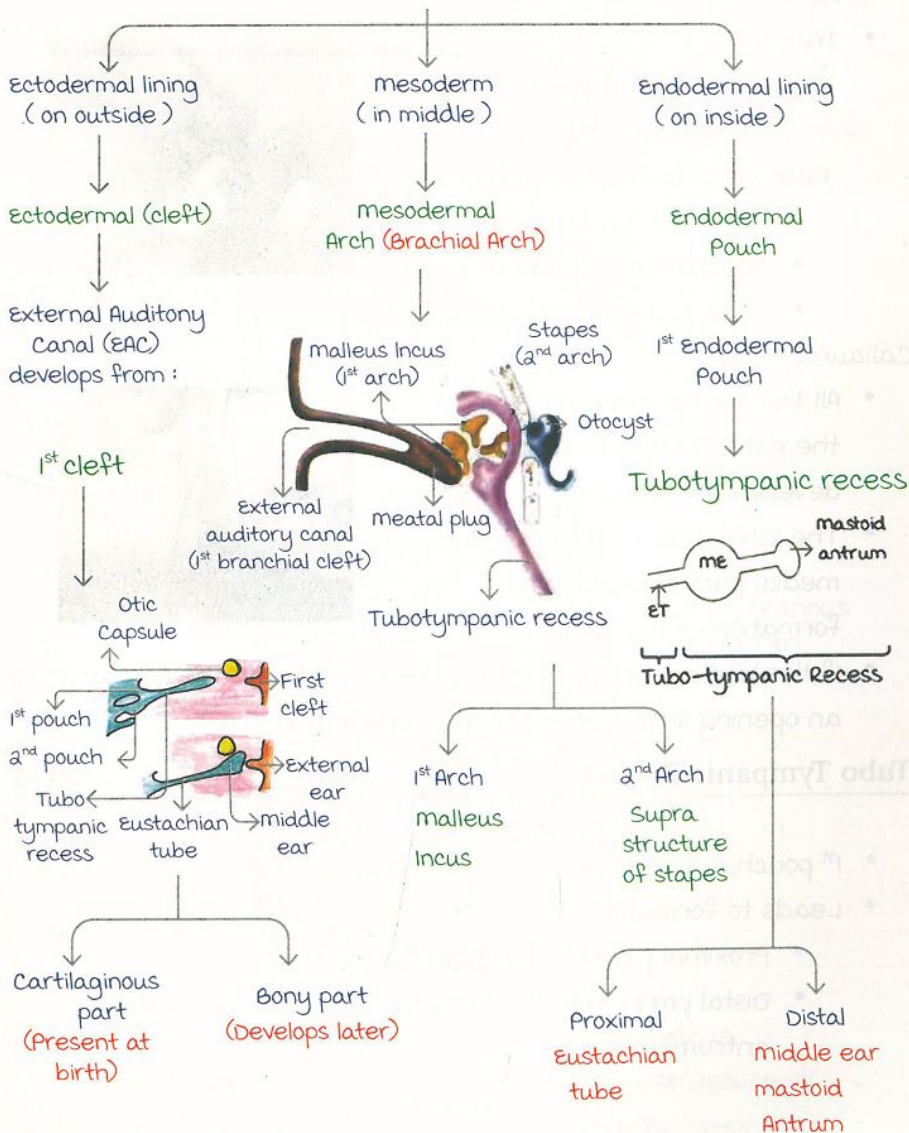 Ectodermal lining
(on outside)
mesoderm
(in middle)
Endodermal lining
(on inside)
Ectodermal (cleft)
mesodermal
Arch (Brachial Arch)
Endodermal
Pouch
External Auditory
Canal (EAC)
develops from :
malleus Incus
(1st arch)
Stapes
(2nd arch)
Otocyst
1st Endodermal
Pouch
1st cleft
External
auditory canal
(1st branchial cleft)
meatal plug
Tubotympanic recess
Tubotympanic recess
mastoid
antrum
mE
ET
Tubo-tympanic Recess
Otic
Capsule
1st pouch
2nd pouch
Tubo
tympanic
recess
Eustachian
tube
middle
ear
First
cleft
External
ear
1st Arch
malleus
Incus
2nd Arch
Supra
structure
of stapes
Cartilaginous
part
(Present at
birth)
Bony part
(Develops later)
Proximal
Eustachian
tube
Distal
middle ear
mastoid
Antrum